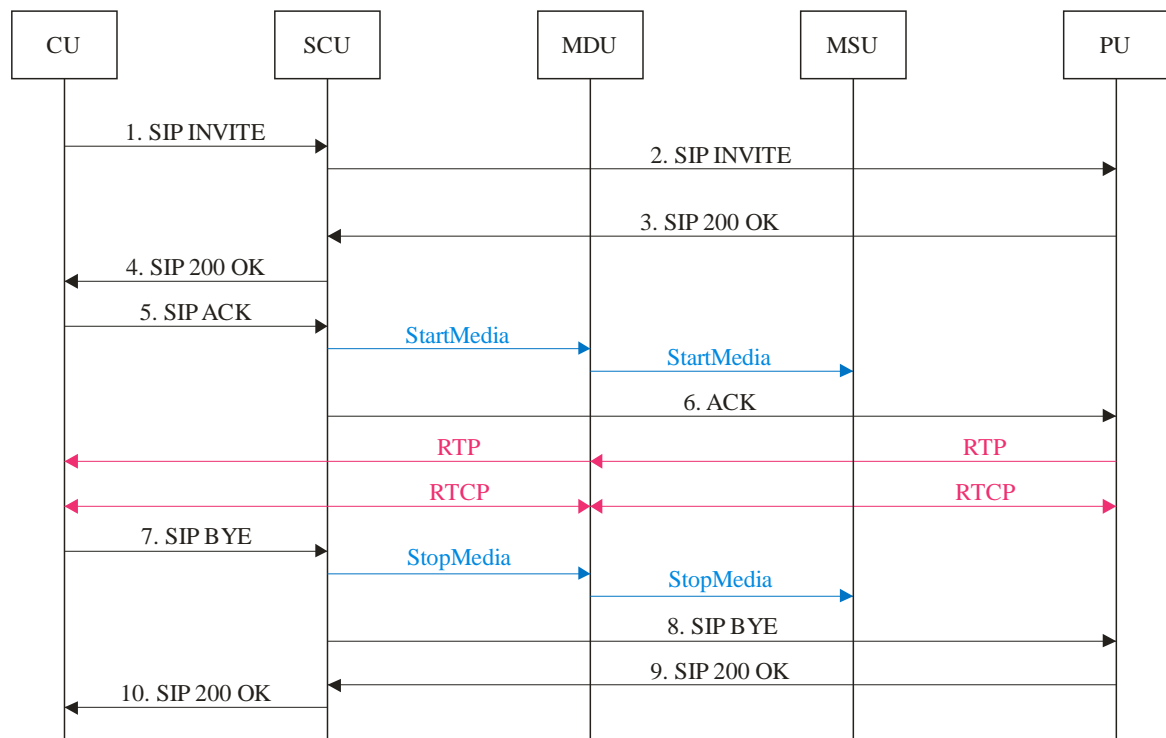 CU
SCU
MDU
MSU
PU
1. SIP INVITE
2. SIP INVITE
3. SIP 200 OK
4. SIP 200 OK
5. SIP ACK
StartMedia
StartMedia
6. ACK
RTP
RTP
RTCP
RTCP
7. SIP BYE
StopMedia
StopMedia
8. SIP BYE
9. SIP 200 OK
10. SIP 200 OK